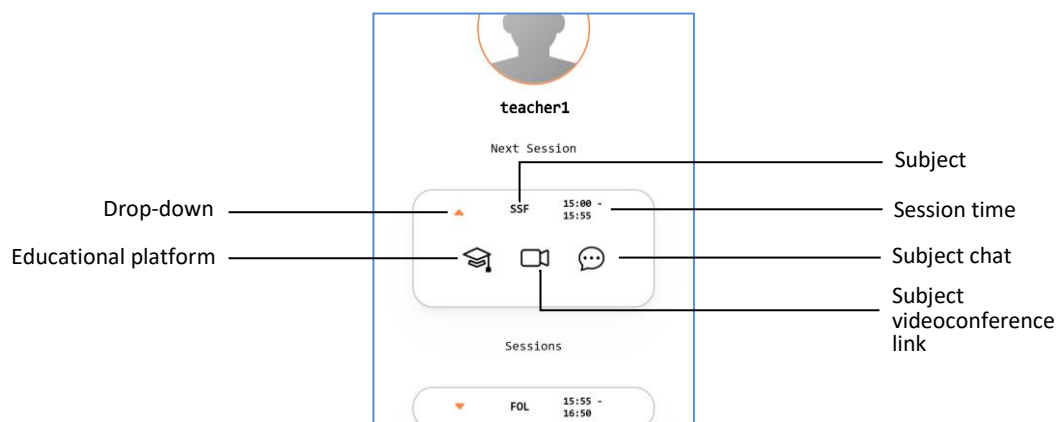 teacher1
Next Session
Subject
Drop-down
SSF
15:00 -
15:55
Session time
Educational platform
Subject chat
Subject
videoconference
link
Sessions
FOL
15:55 -
16:50